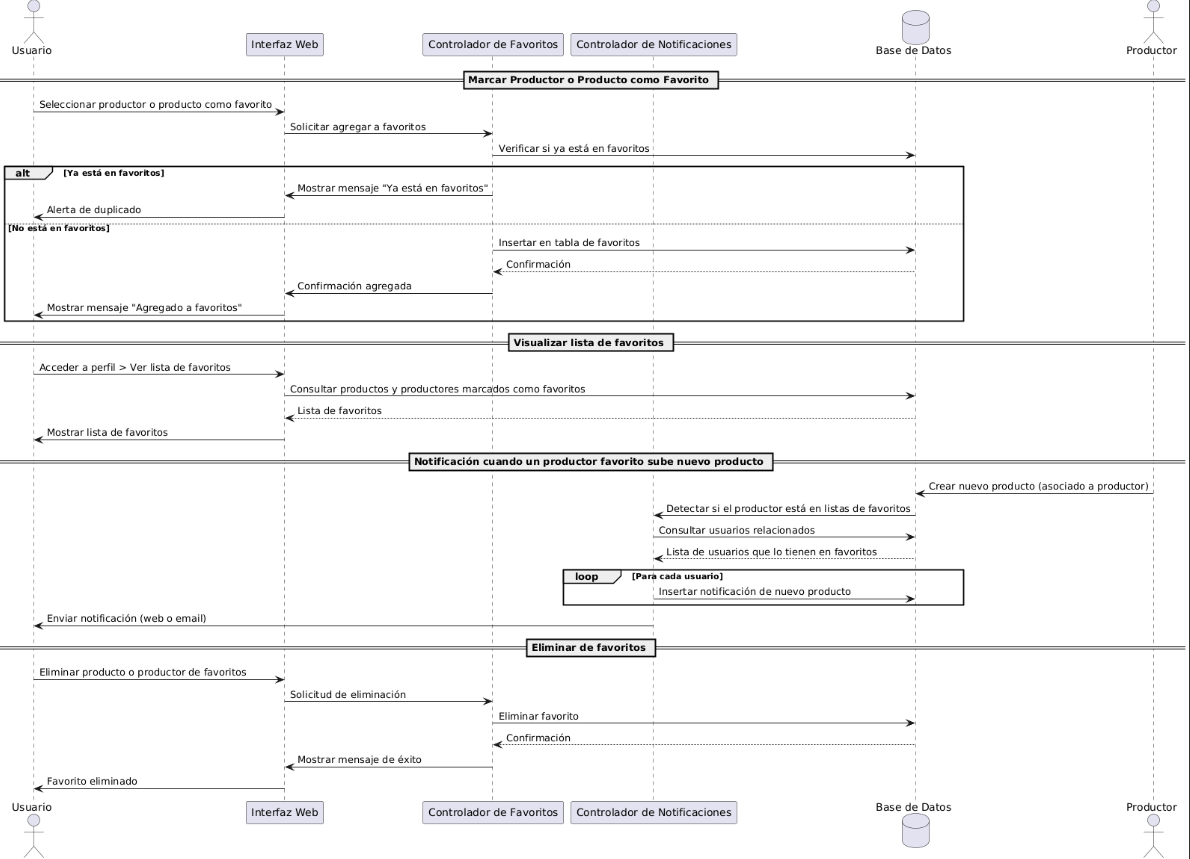 Usuario
Interfaz Web
Controlador de Favoritos
Controlador de Notificaciones
Base de Datos
Productor
Marcar Productor o Producto como Favorito
Seleccionar productor o producto como favorito
Solicitar agregar a favoritos
Verificar si ya está en favoritos
alt
[Ya está en favoritos]
Mostrar mensaje "Ya está en favoritos"
Alerta de duplicado
[No está en favoritos]
Insertar en tabla de favoritos
Confirmación
Confirmación agregada
Mostrar mensaje "Agregado a favoritos"
Visualizar lista de favoritos
Acceder a perfil > Ver lista de favoritos
Consultar productos y productores marcados como favoritos
Lista de favoritos
Mostrar lista de favoritos
Notificación cuando un productor favorito sube nuevo producto
Crear nuevo producto (asociado a productor)
Detectar si el productor está en listas de favoritos
Consultar usuarios relacionados
Lista de usuarios que lo tienen en favoritos
loop
[Para cada usuario]
Insertar notificación de nuevo producto
Enviar notificación (web o email)
Eliminar de favoritos
Eliminar producto o productor de favoritos
Solicitud de eliminación
Eliminar favorito
Confirmación
Mostrar mensaje de éxito
Favorito eliminado
Usuario
Interfaz Web
Controlador de Favoritos
Controlador de Notificaciones
Base de Datos
Productor